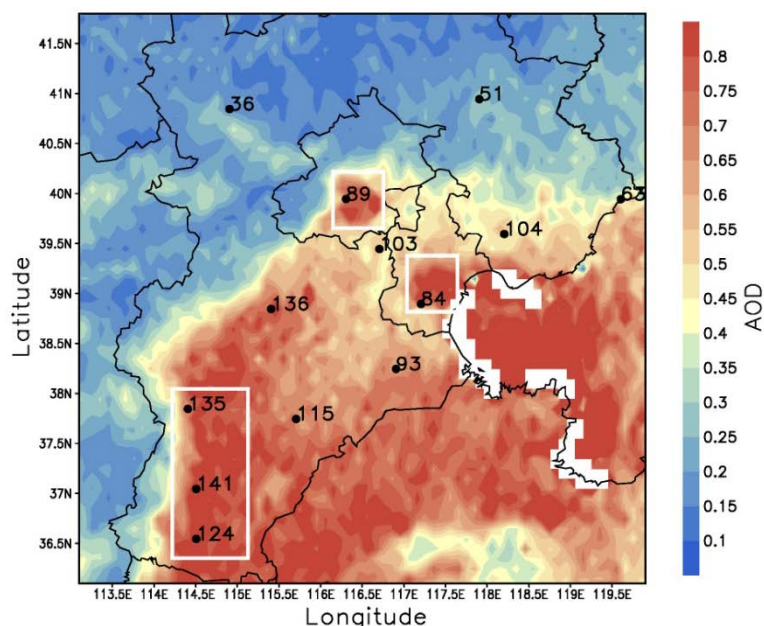 41.5N
41N
40.5N
40N
39.5N
39N
38.5N
38N
37.5N
37N
36.5N
Latitude
36
51
89
63
104
103
84
136
93
135
115
141
124
113.5E 114E 114.5E 115E 115.5E 116E 116.5E 117E 117.5E 118E 118.5E 119E 119.5E
Longitude
0.8
0.75
0.7
0.65
0.6
0.55
0.5
0.45
0.4
0.35
0.3
0.25
0.2
0.15
0.1
AOD